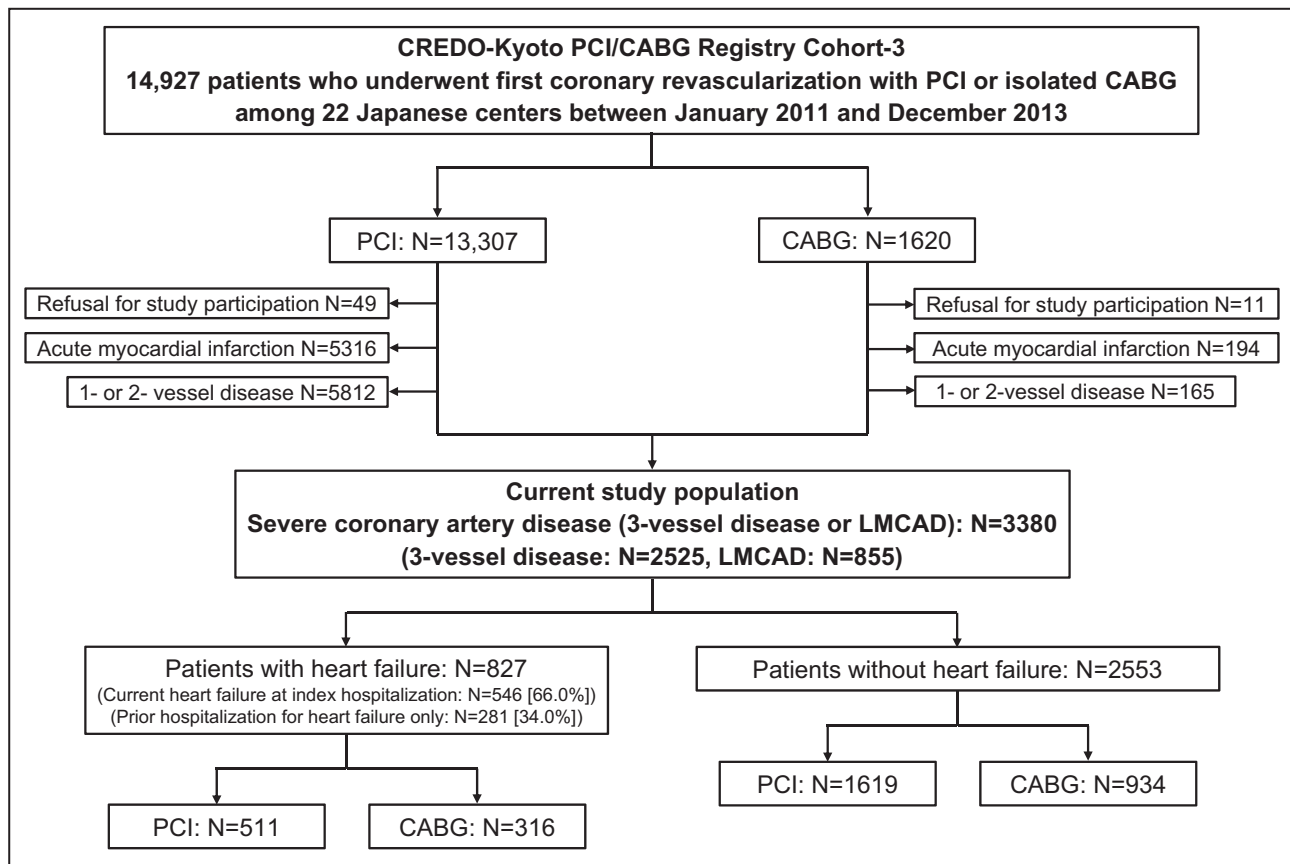 CREDO-Kyoto PCI/CABG Registry Cohort-3
14,927 patients who underwent first coronary revascularization with PCI or isolated CABG
among 22 Japanese centers between January 2011 and December 2013
PCI: N=13,307
CABG: N=1620
Refusal for study participation N=49
Refusal for study participation N=11
Acute myocardial infarction N=5316
Acute myocardial infarction N=194
1- or 2- vessel disease N=5812
1- or 2-vessel disease N=165
Current study population
Severe coronary artery disease (3-vessel disease or LMCAD): N=3380
(3-vessel disease: N=2525, LMCAD: N=855)
Patients with heart failure: N=827
(Current heart failure at index hospitalization: N=546 [66.0%])
(Prior hospitalization for heart failure only: N=281 [34.0%])
Patients without heart failure: N=2553
PCI: N=511
CABG: N=316
PCI: N=1619
CABG: N=934